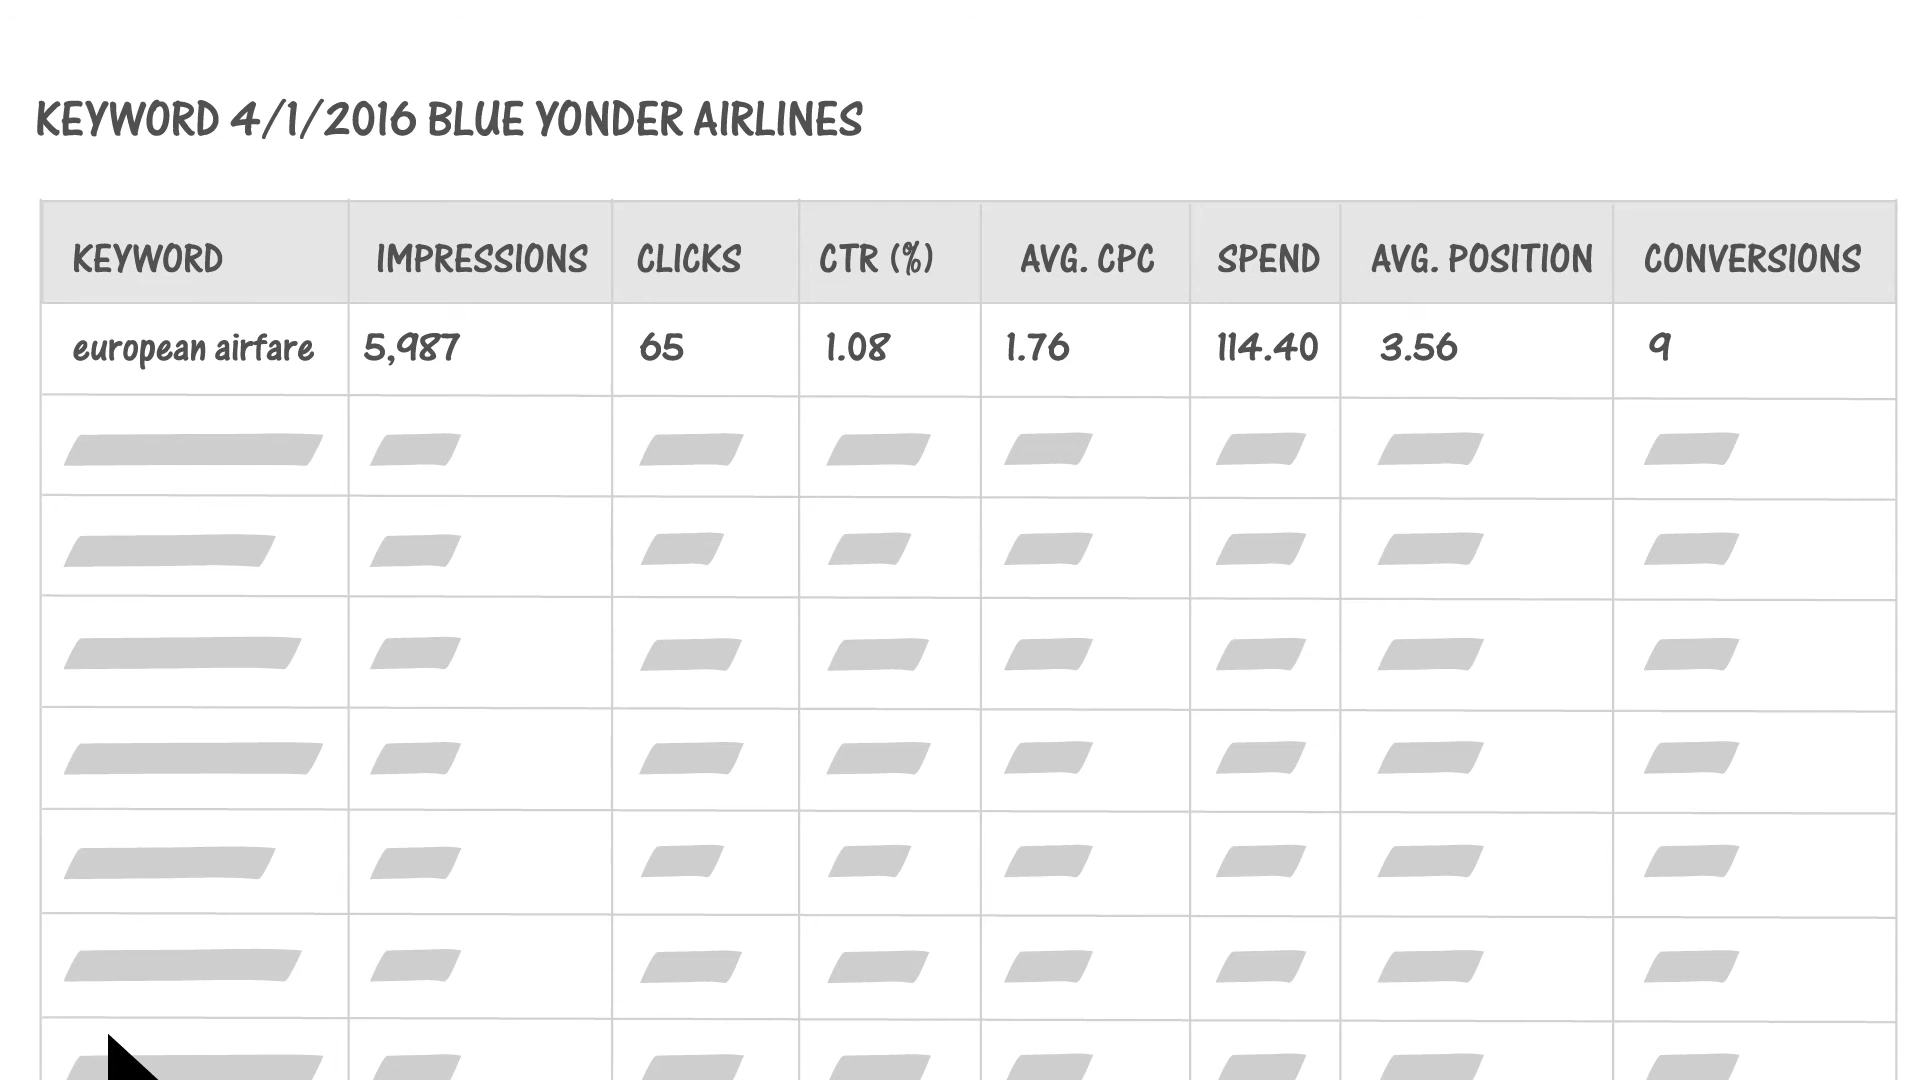 KEYWORD 4/1/2016 BLUE YONDER AIRLINES
KEYWORD IMPRESSIONS CLICKS CTR (%) AVG. CPC SPEND AVG. POSITION CONVERSIONS
european airfare 5,987 65 1.08 1.76 114.40 3.56 9